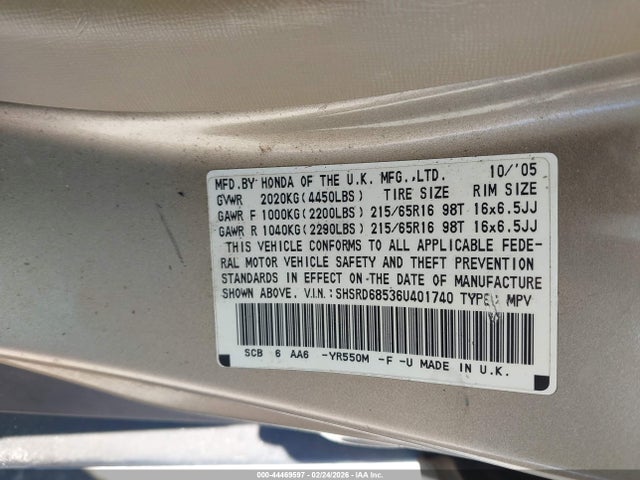 MFD.BY HONDA OF THE U.K. MFG.,LTD. 10/'05
GVWR 2020KG(4450LBS) TIRE SIZE RIM SIZE
GAWR F 1000KG(2200LBS) 215/65R16 98T 16x6.5JJ
GAWR R 1040KG(2290LBS) 215/65R16 98T 16x6.5JJ
THIS VEHICLE CONFORMS TO ALL APPLICABLE FEDE-
RAL MOTOR VEHICLE SAFETY AND THEFT PREVENTION
STANDARDS IN EFFECT ON THE DATE OF MANUFACTURE
SHOWN ABOVE. V.I.N.:SHSRD68536U401740 TYPE: MPV
SCB 6 AA6 -YR550M -F -U MADE IN U.K.
000-44469597 - 02/24/2026 - IAA Inc.